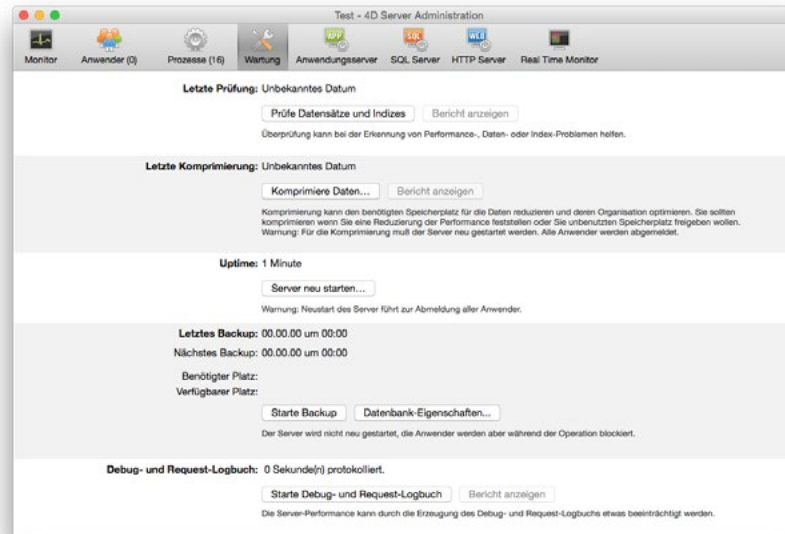 Test - 4D Server Administration
Monitor Anwender (0) Prozesse (16) Wartung Anwendungsserver SQL Server HTTP Server Real Time Monitor
Letzte Prüfung: Unbekanntes Datum
Prüfe Datensätze und Indizes Bericht anzeigen
Überprüfung kann bei der Erkennung von Performance-, Daten- oder Index-Problemen helfen.
Letzte Komprimierung: Unbekanntes Datum
Komprimiere Daten... Bericht anzeigen
Komprimierung kann den benötigten Speicherplatz für die Daten reduzieren und deren Organisation optimieren. Sie sollten
komprimieren wenn Sie eine Reduzierung der Performance feststellen oder Sie unbenutzten Speicherplatz freigeben wollen.
Warnung: Für die Komprimierung muß der Server neu gestartet werden. Alle Anwender werden abgemeldet.
Uptime: 1 Minute
Server neu starten...
Warnung: Neustart des Server führt zur Abmeldung aller Anwender.
Letztes Backup: 00.00.00 um 00:00
Nächstes Backup: 00.00.00 um 00:00
Benötigter Platz:
Verfügbarer Platz:
Starte Backup Datenbank-Eigenschaften...
Der Server wird nicht neu gestartet, die Anwender werden aber während der Operation blockiert.
Debug- und Request-Logbuch: 0 Sekunde(n) protokolliert.
Starte Debug- und Request-Logbuch Bericht anzeigen
Die Server-Performance kann durch die Erzeugung des Debug- und Request-Logbuchs etwas beeinträchtigt werden.